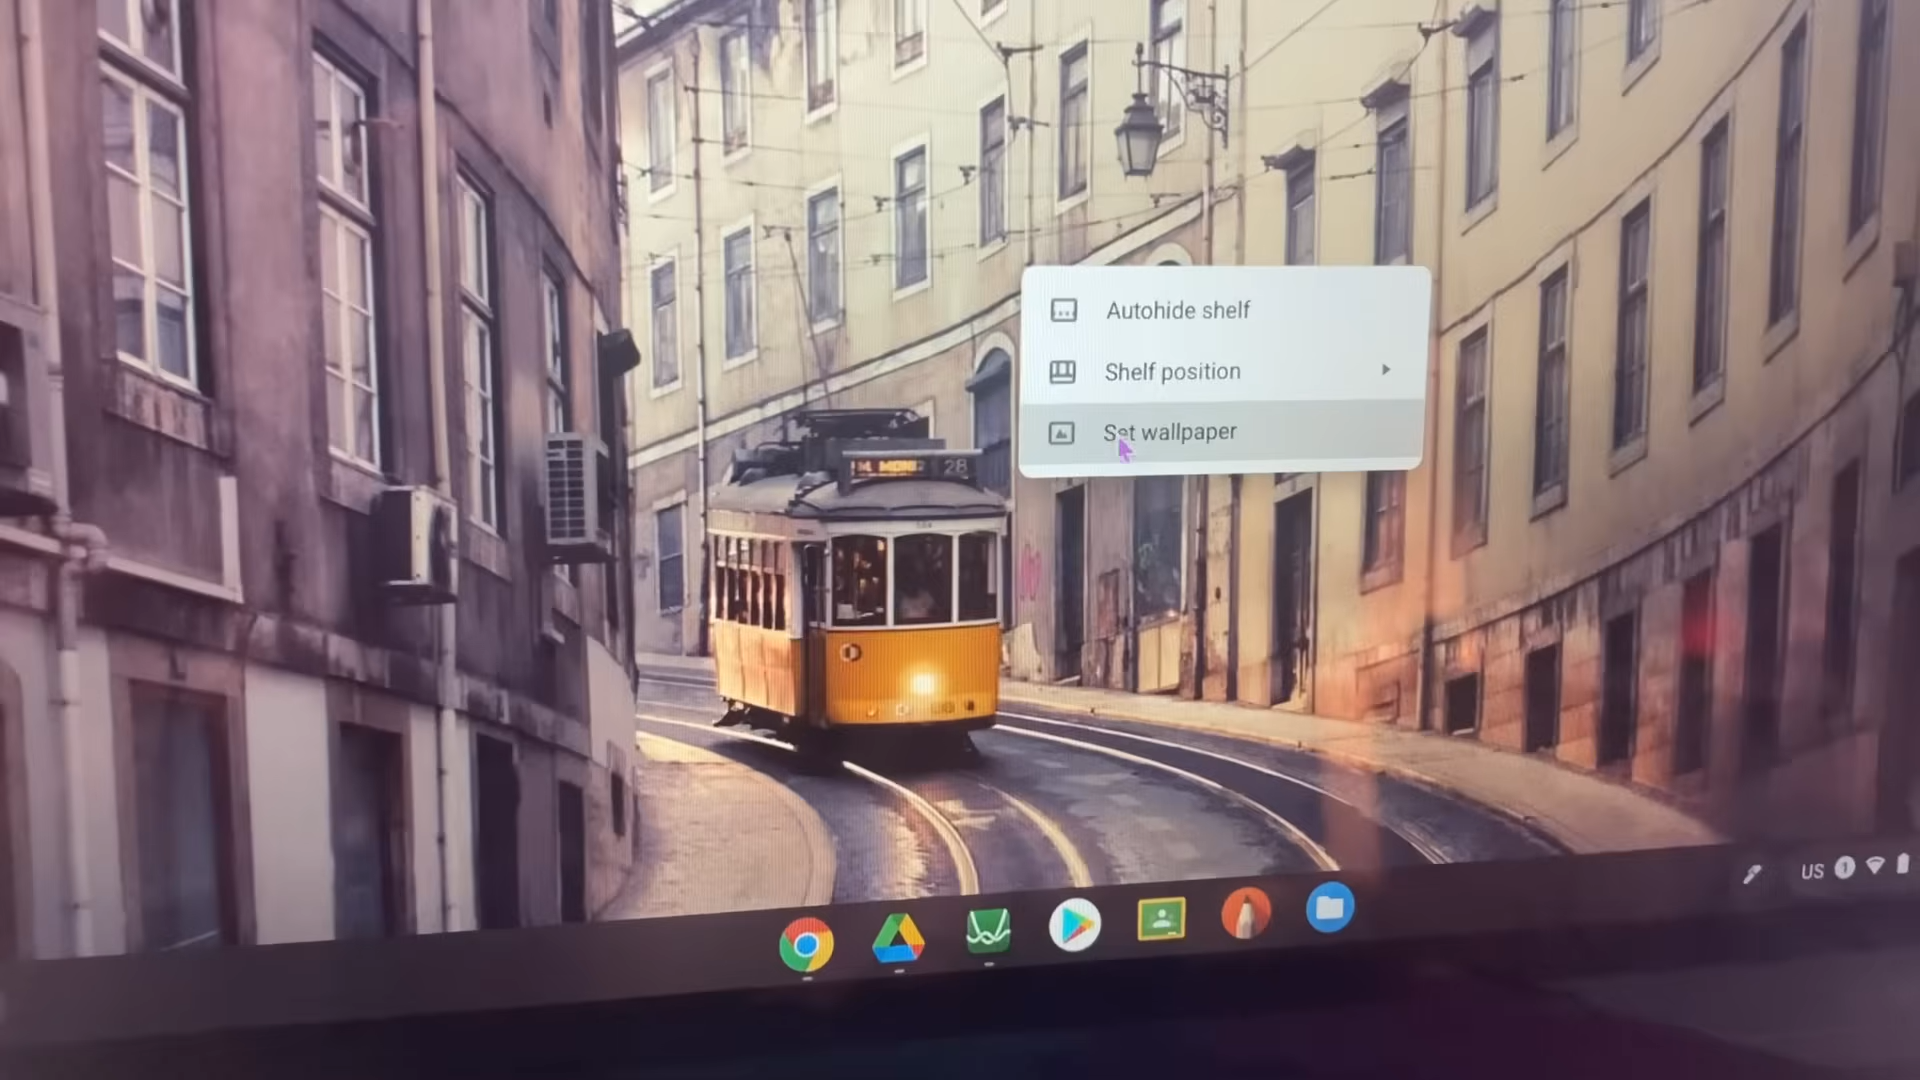 Autohide shelf
Shelf position
Set wallpaper
28
US